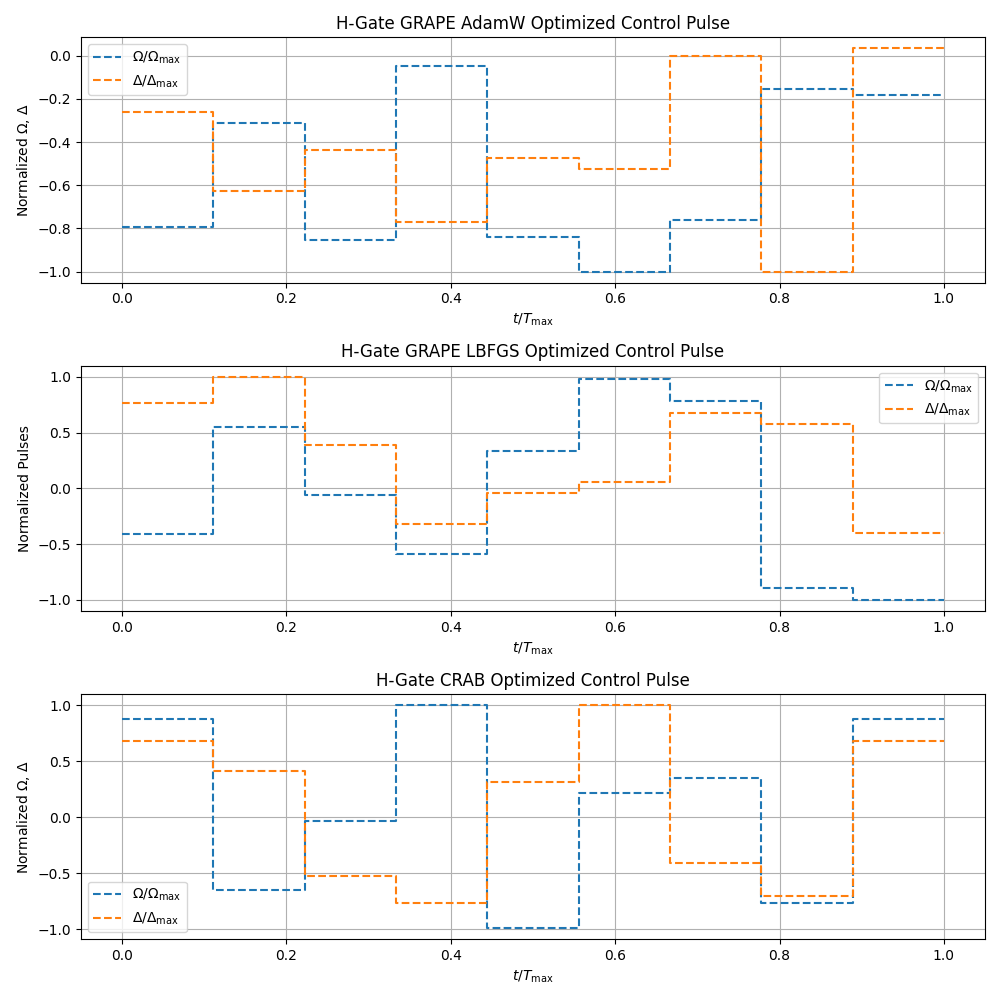 H-Gate GRAPE AdamW Optimized Control Pulse
Normalized Ω, Δ
0.0
−0.2
−0.4
−0.6
−0.8
−1.0
Ω/Ωmax
Δ/Δmax
0.0 0.2 0.4 0.6 0.8 1.0
t/Tmax
H-Gate GRAPE LBFGS Optimized Control Pulse
Normalized Pulses
1.0
0.5
0.0
−0.5
−1.0
Ω/Ωmax
Δ/Δmax
0.0 0.2 0.4 0.6 0.8 1.0
t/Tmax
H-Gate CRAB Optimized Control Pulse
Normalized Ω, Δ
1.0
0.5
0.0
−0.5
−1.0
Ω/Ωmax
Δ/Δmax
0.0 0.2 0.4 0.6 0.8 1.0
t/Tmax